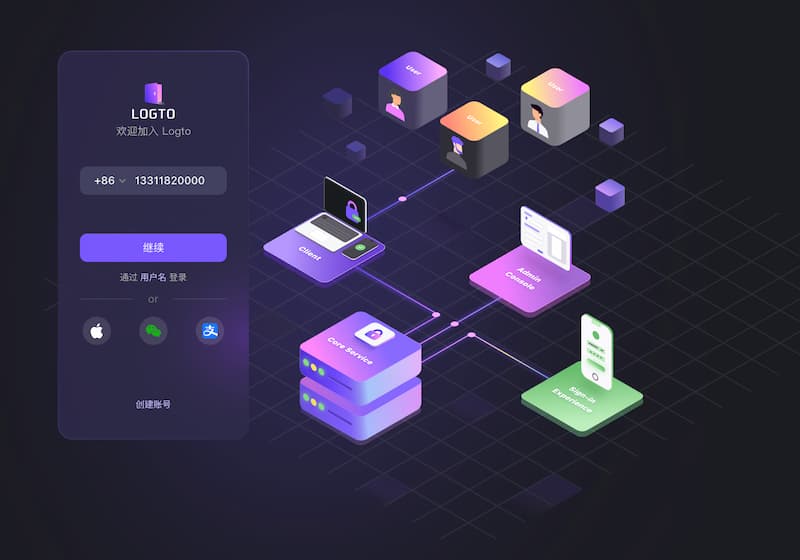 LOGTO
欢迎加入 Logto
+86 13311820000
继续
通过 用户名 登录
or
创建账号
User
User
User
Client
Admin
Console
Core Service
Sign-in
Experience